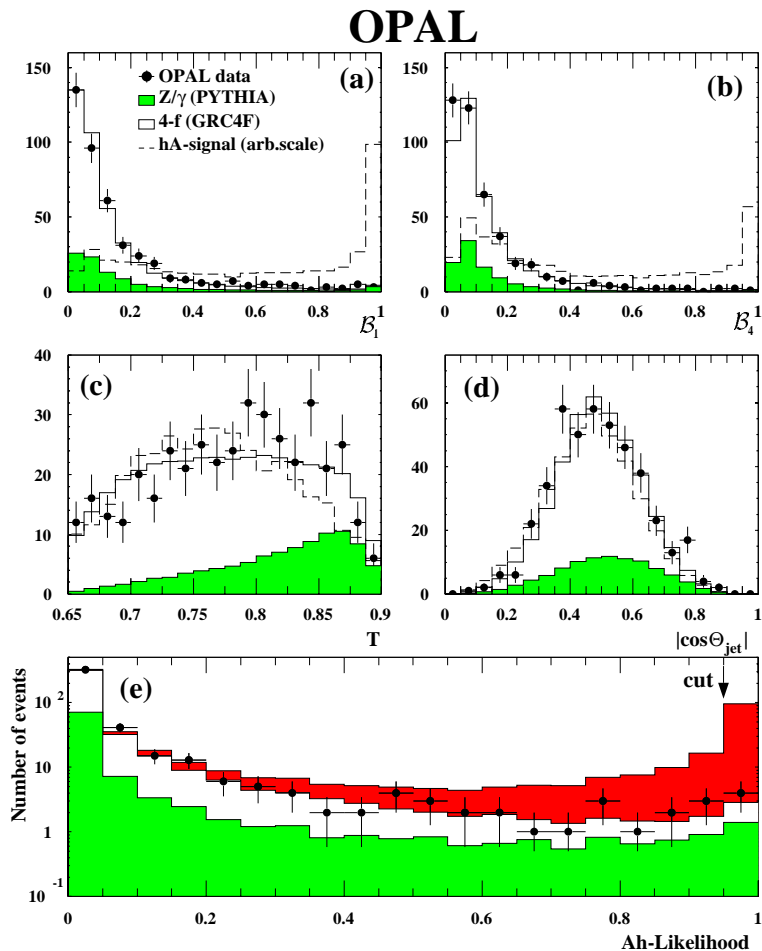 OPAL
(a)
OPAL data
Z/γ (PYTHIA)
4-f (GRC4F)
hA-signal (arb.scale)
150
100
50
0
0 0.2 0.4 0.6 0.8 1
B₁
(b)
150
100
50
0
0 0.2 0.4 0.6 0.8 1
B₄
(c)
40
30
20
10
0
0.65 0.7 0.75 0.8 0.85 0.9
T
(d)
60
40
20
0
0 0.2 0.4 0.6 0.8 1
|cosΘjet|
(e)
cut
Number of events
10²
10
1
10⁻¹
0 0.2 0.4 0.6 0.8 1
Ah-Likelihood